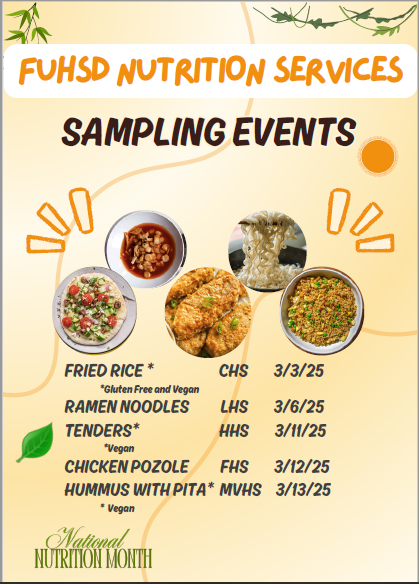 FUHSD NUTRITION SERVICES
SAMPLING EVENTS
FRIED RICE * CHS 3/3/25
*Gluten Free and Vegan
RAMEN NOODLES LHS 3/6/25
TENDERS* HHS 3/11/25
*Vegan
CHICKEN POZOLE FHS 3/12/25
HUMMUS WITH PITA* MVHS 3/13/25
* Vegan
National
NUTRITION MONTH